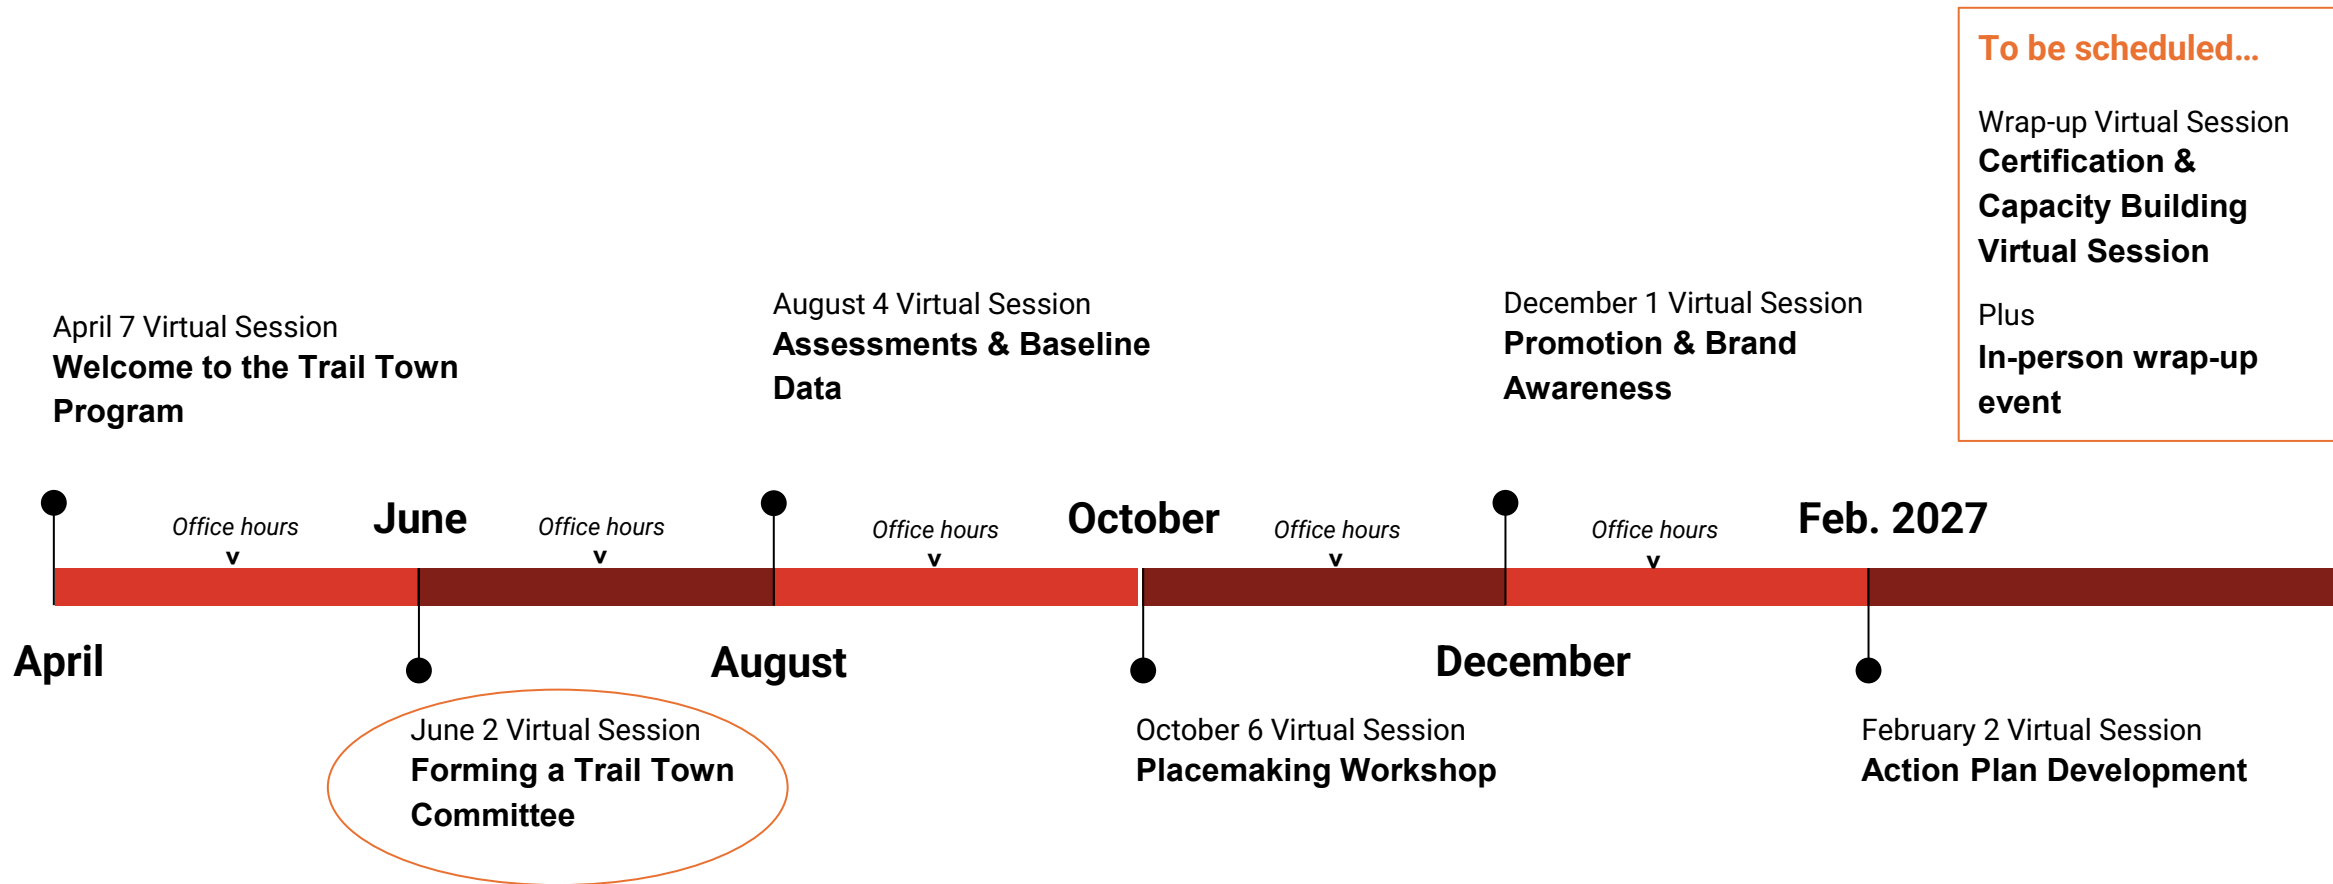 To be scheduled…
Wrap-up Virtual Session
Certification &
Capacity Building
Virtual Session
Plus
In-person wrap-up
event
April 7 Virtual Session
Welcome to the Trail Town
Program
August 4 Virtual Session
Assessments & Baseline
Data
December 1 Virtual Session
Promotion & Brand
Awareness
Office hours
v
June
Office hours
v
Office hours
v
October
Office hours
v
Office hours
v
Feb. 2027
April
August
December
June 2 Virtual Session
Forming a Trail Town
Committee
October 6 Virtual Session
Placemaking Workshop
February 2 Virtual Session
Action Plan Development